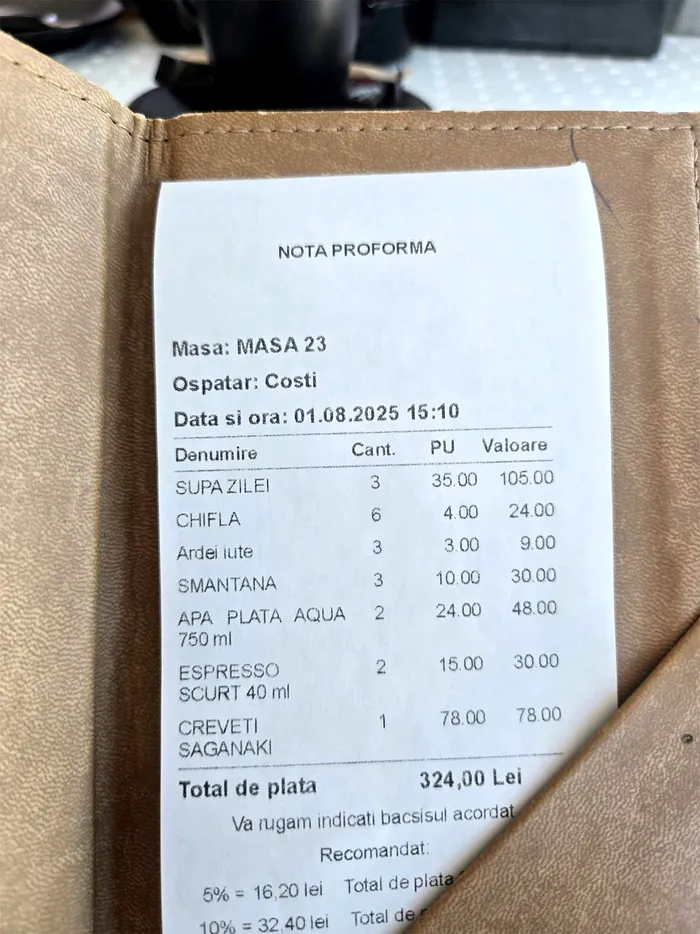 NOTA PROFORMA
Masa: MASA 23
Ospatar: Costi
Data si ora: 01.08.2025 15:10
Denumire Cant. PU Valoare
SUPA ZILEI 3 35.00 105.00
CHIFLA 6 4.00 24.00
Ardei iute 3 3.00 9.00
SMANTANA 3 10.00 30.00
APA PLATA AQUA 2 24.00 48.00
750 ml
ESPRESSO 2 15.00 30.00
SCURT 40 ml
CREVETI 1 78.00 78.00
SAGANAKI
Total de plata 324,00 Lei
Va rugam indicati bacsisul acordat
Recomandat:
5% = 16,20 lei Total de plata
10% = 32,40 lei Total de